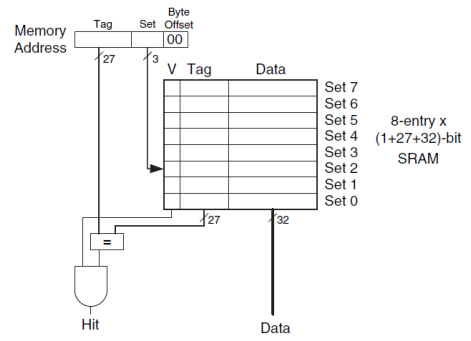 Byte
Tag Set Offset
Memory
Address
00
27 3
V Tag Data
Set 7
Set 6
Set 5
Set 4
Set 3
Set 2
Set 1
Set 0
8-entry x
(1+27+32)-bit
SRAM
27 32
=
Hit Data